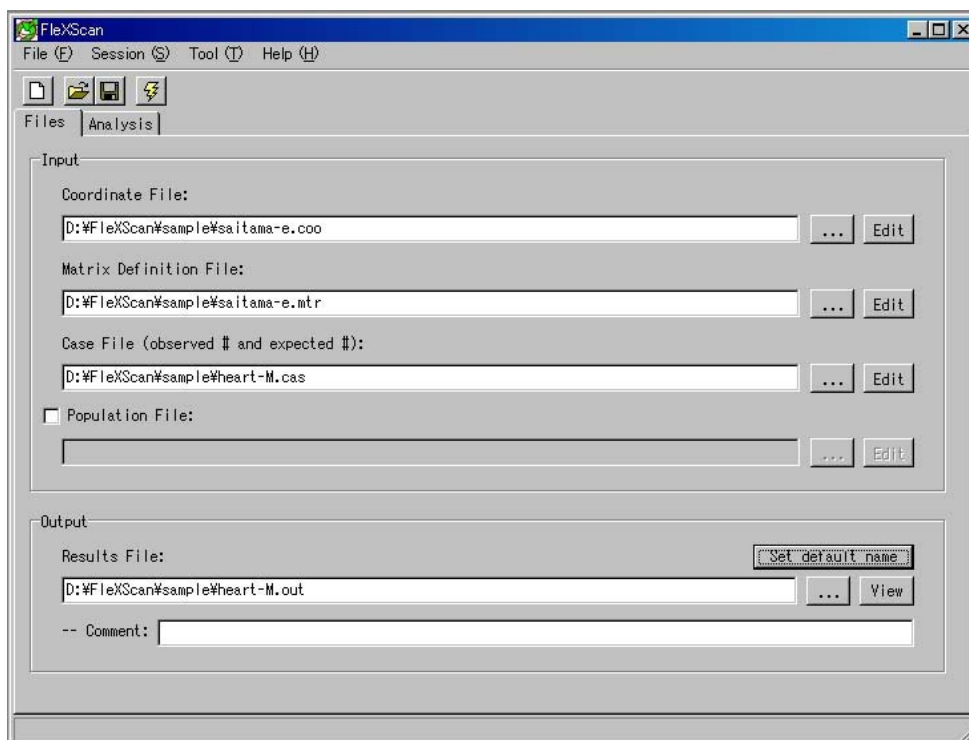 FleXScan
File (F) Session (S) Tool (T) Help (H)
Files Analysis
Input
Coordinate File:
D:¥FleXScan¥sample¥saitama-e.coo ... Edit
Matrix Definition File:
D:¥FleXScan¥sample¥saitama-e.mtr ... Edit
Case File (observed # and expected #):
D:¥FleXScan¥sample¥heart-M.cas ... Edit
Population File:
... Edit
Output
Results File: Set default name
D:¥FleXScan¥sample¥heart-M.out ... View
-- Comment: